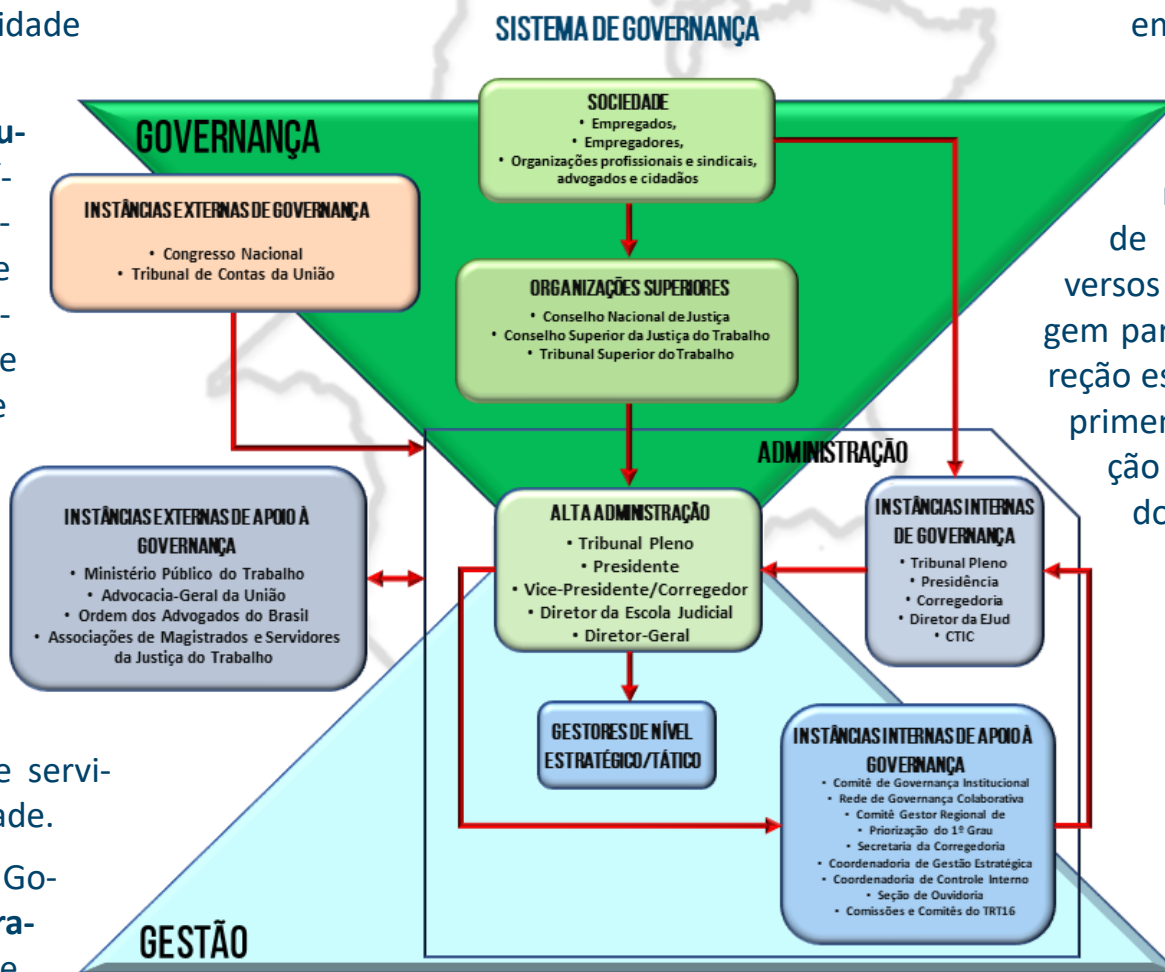 idade
SISTEMA DE GOVERNANÇA
em
u-
de
versos
gem par
reção es
primer
ção
do
e servi-
ade.
Go-
ra-
e
GOVERNANÇA
SOCIEDADE
• Empregados,
• Empregadores,
• Organizações profissionais e sindicais,
advogados e cidadãos
INSTÂNCIAS EXTERNAS DE GOVERNANÇA
• Congresso Nacional
• Tribunal de Contas da União
ORGANIZAÇÕES SUPERIORES
• Conselho Nacional de Justiça
• Conselho Superior da Justiça do Trabalho
• Tribunal Superior do Trabalho
ADMINISTRAÇÃO
INSTÂNCIAS EXTERNAS DE APOIO À
GOVERNANÇA
• Ministério Público do Trabalho
• Advocacia-Geral da União
• Ordem dos Advogados do Brasil
• Associações de Magistrados e Servidores
da Justiça do Trabalho
ALTA ADMINISTRAÇÃO
• Tribunal Pleno
• Presidente
• Vice-Presidente/Corregedor
• Diretor da Escola Judicial
• Diretor-Geral
INSTÂNCIAS INTERNAS
DE GOVERNANÇA
• Tribunal Pleno
• Presidência
• Corregedoria
• Diretor da EJud
• CTIC
GESTORES DE NÍVEL
ESTRATÉGICO/TÁTICO
INSTÂNCIAS INTERNAS DE APOIO À
GOVERNANÇA
• Comitê de Governança Institucional
• Rede de Governança Colaborativa
• Comitê Gestor Regional de
• Priorização do 1º Grau
• Secretaria da Corregedoria
• Coordenadoria de Gestão Estratégica
• Coordenadoria de Controle Interno
• Seção de Ouvidoria
• Comissões e Comitês do TRT16
GESTÃO